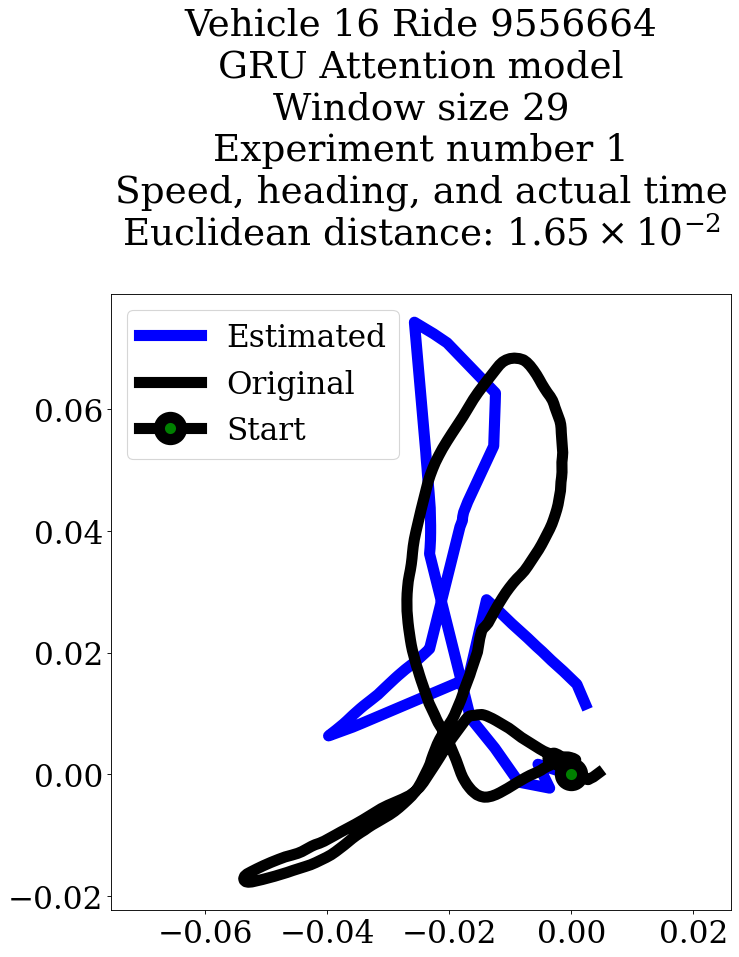 Vehicle 16 Ride 9556664
GRU Attention model
Window size 29
Experiment number 1
Speed, heading, and actual time
Euclidean distance: 1.65 × 10⁻²
Estimated
Original
Start
0.06
0.04
0.02
0.00
−0.02
−0.06 −0.04 −0.02 0.00 0.02